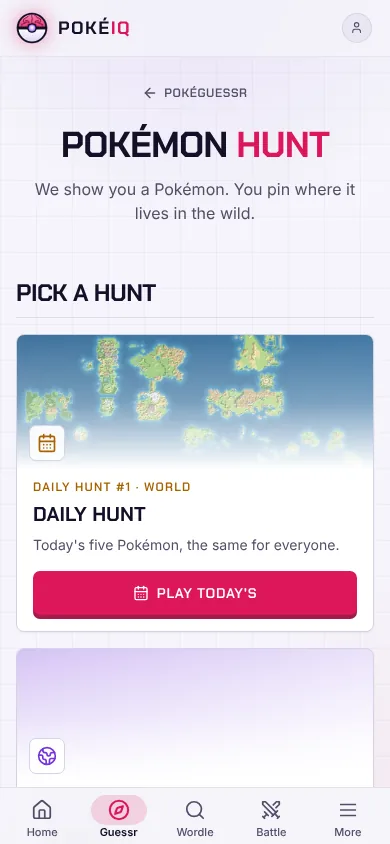 POKÉIQ
POKÉGUESSR
POKÉMON HUNT
We show you a Pokémon. You pin where it
lives in the wild.
PICK A HUNT
DAILY HUNT #1 · WORLD
DAILY HUNT
Today's five Pokémon, the same for everyone.
PLAY TODAY'S
Home Guessr Wordle Battle More